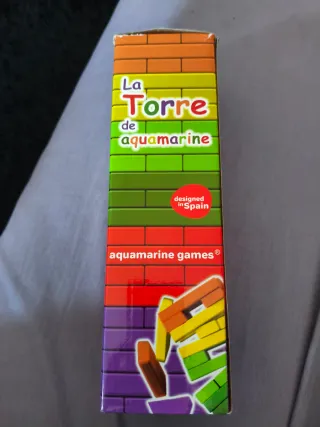 La
Torre
de
aquamarine
designed
in Spain
aquamarine games®